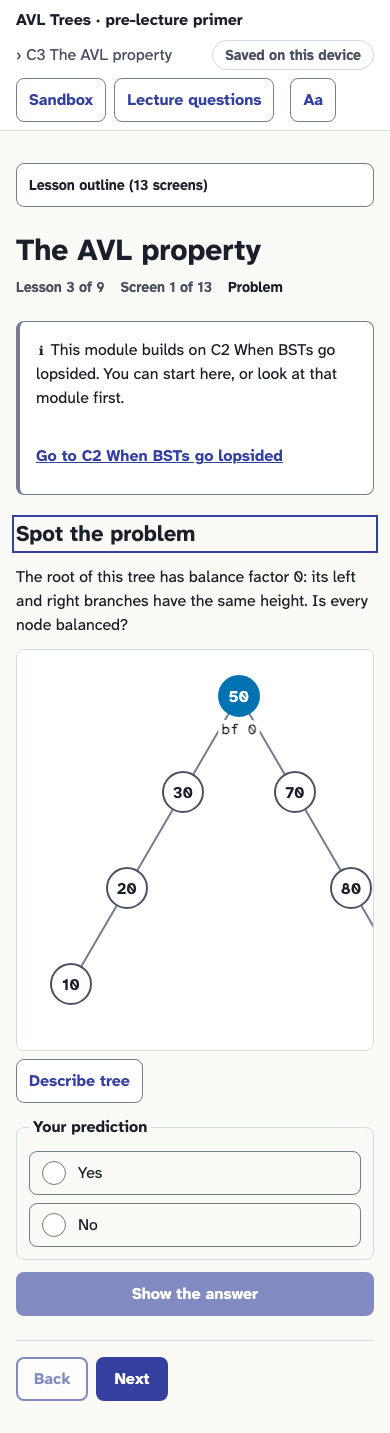 AVL Trees · pre-lecture primer
› C3 The AVL property
Saved on this device
Sandbox
Lecture questions
Aa
Lesson outline (13 screens)
The AVL property
Lesson 3 of 9 Screen 1 of 13 Problem
i This module builds on C2 When BSTs go
lopsided. You can start here, or look at that
module first.
Go to C2 When BSTs go lopsided
Spot the problem
The root of this tree has balance factor 0: its left
and right branches have the same height. Is every
node balanced?
50
bf 0
30
70
20
80
10
Describe tree
Your prediction
Yes
No
Show the answer
Back
Next